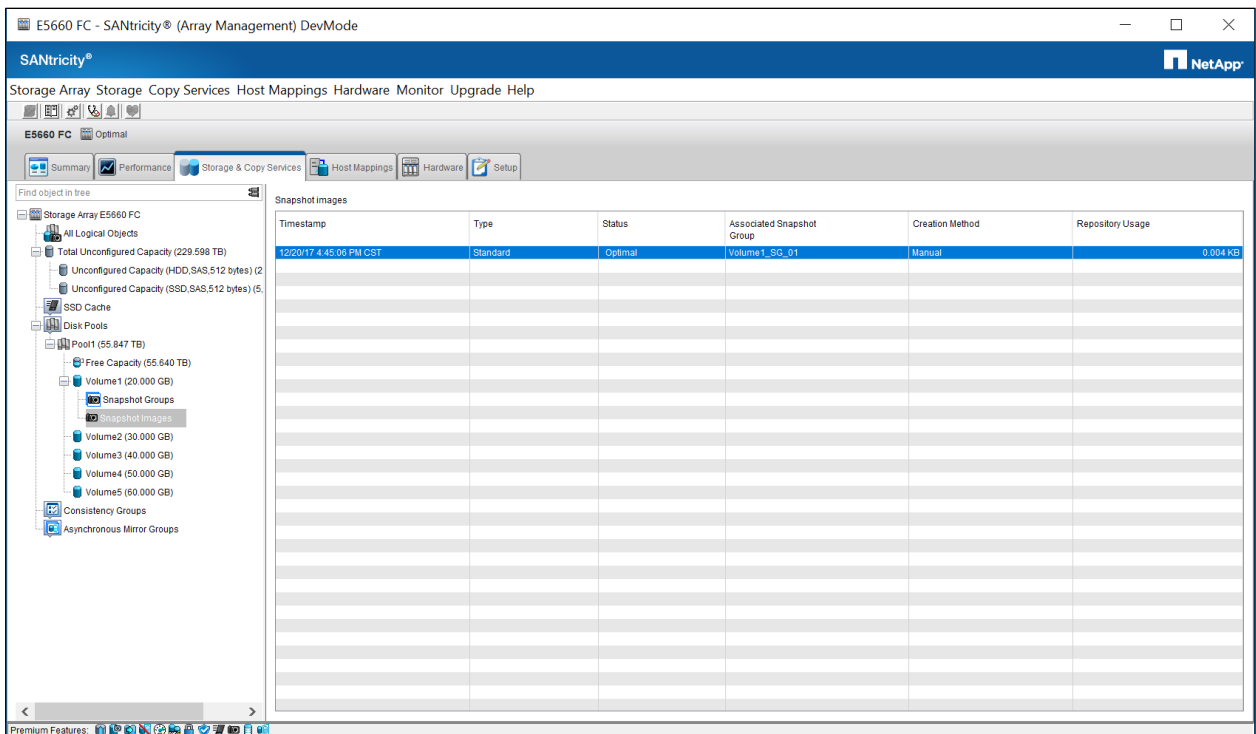 E5660 FC - SANtricity® (Array Management) DevMode
SANtricity®
NetApp
Storage Array Storage Copy Services Host Mappings Hardware Monitor Upgrade Help
E5660 FC Optimal
Summary Performance Storage & Copy Services Host Mappings Hardware Setup
Find object in tree
Storage Array E5660 FC
All Logical Objects
Total Unconfigured Capacity (229.598 TB)
Unconfigured Capacity (HDD,SAS,512 bytes) (2
Unconfigured Capacity (SSD,SAS,512 bytes) (5,
SSD Cache
Disk Pools
Pool1 (55.847 TB)
Free Capacity (55.640 TB)
Volume1 (20.000 GB)
Snapshot Groups
Snapshot Images
Volume2 (30.000 GB)
Volume3 (40.000 GB)
Volume4 (50.000 GB)
Volume5 (60.000 GB)
Consistency Groups
Asynchronous Mirror Groups
Snapshot images
Timestamp Type Status Associated Snapshot Group Creation Method Repository Usage
12/20/17 4:45:06 PM CST Standard Optimal Volume1_SG_01 Manual 0.004 KB
Premium Features: